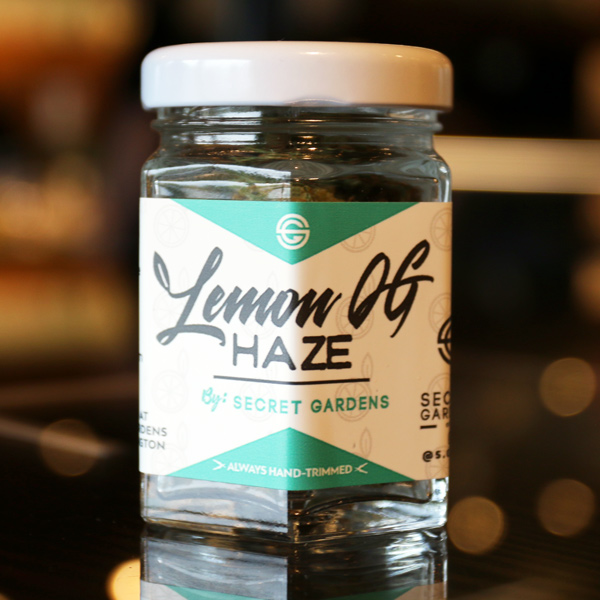 Lemon OG
HAZE
By: SECRET GARDENS
> ALWAYS HAND-TRIMMED <